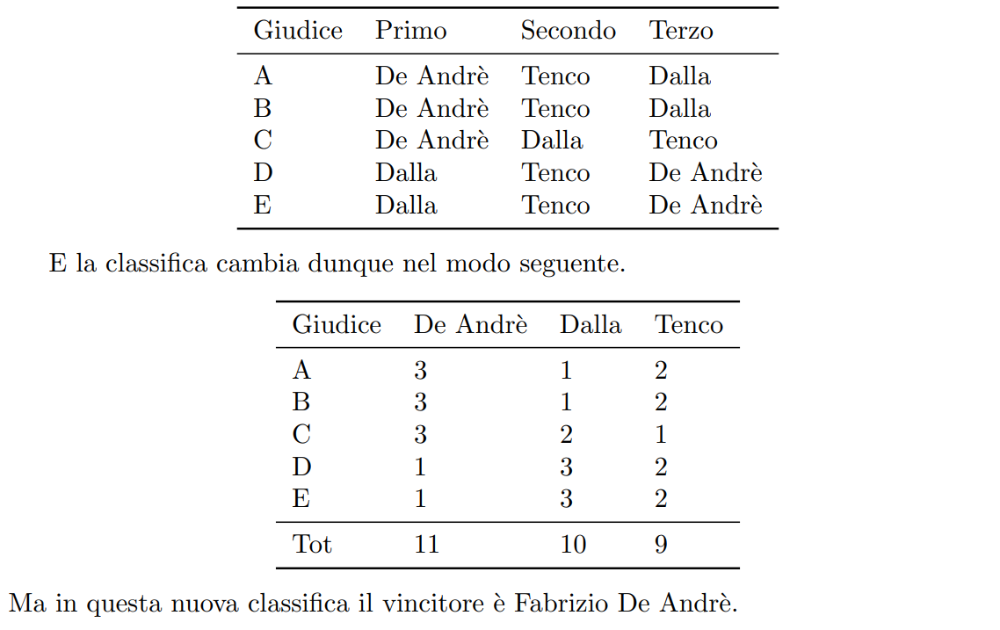 Giudice Primo Secondo Terzo
A De Andrè Tenco Dalla
B De Andrè Tenco Dalla
C De Andrè Dalla Tenco
D Dalla Tenco De Andrè
E Dalla Tenco De Andrè
E la classifica cambia dunque nel modo seguente.
Giudice De Andrè Dalla Tenco
A 3 1 2
B 3 1 2
C 3 2 1
D 1 3 2
E 1 3 2
Tot 11 10 9
Ma in questa nuova classifica il vincitore è Fabrizio De Andrè.